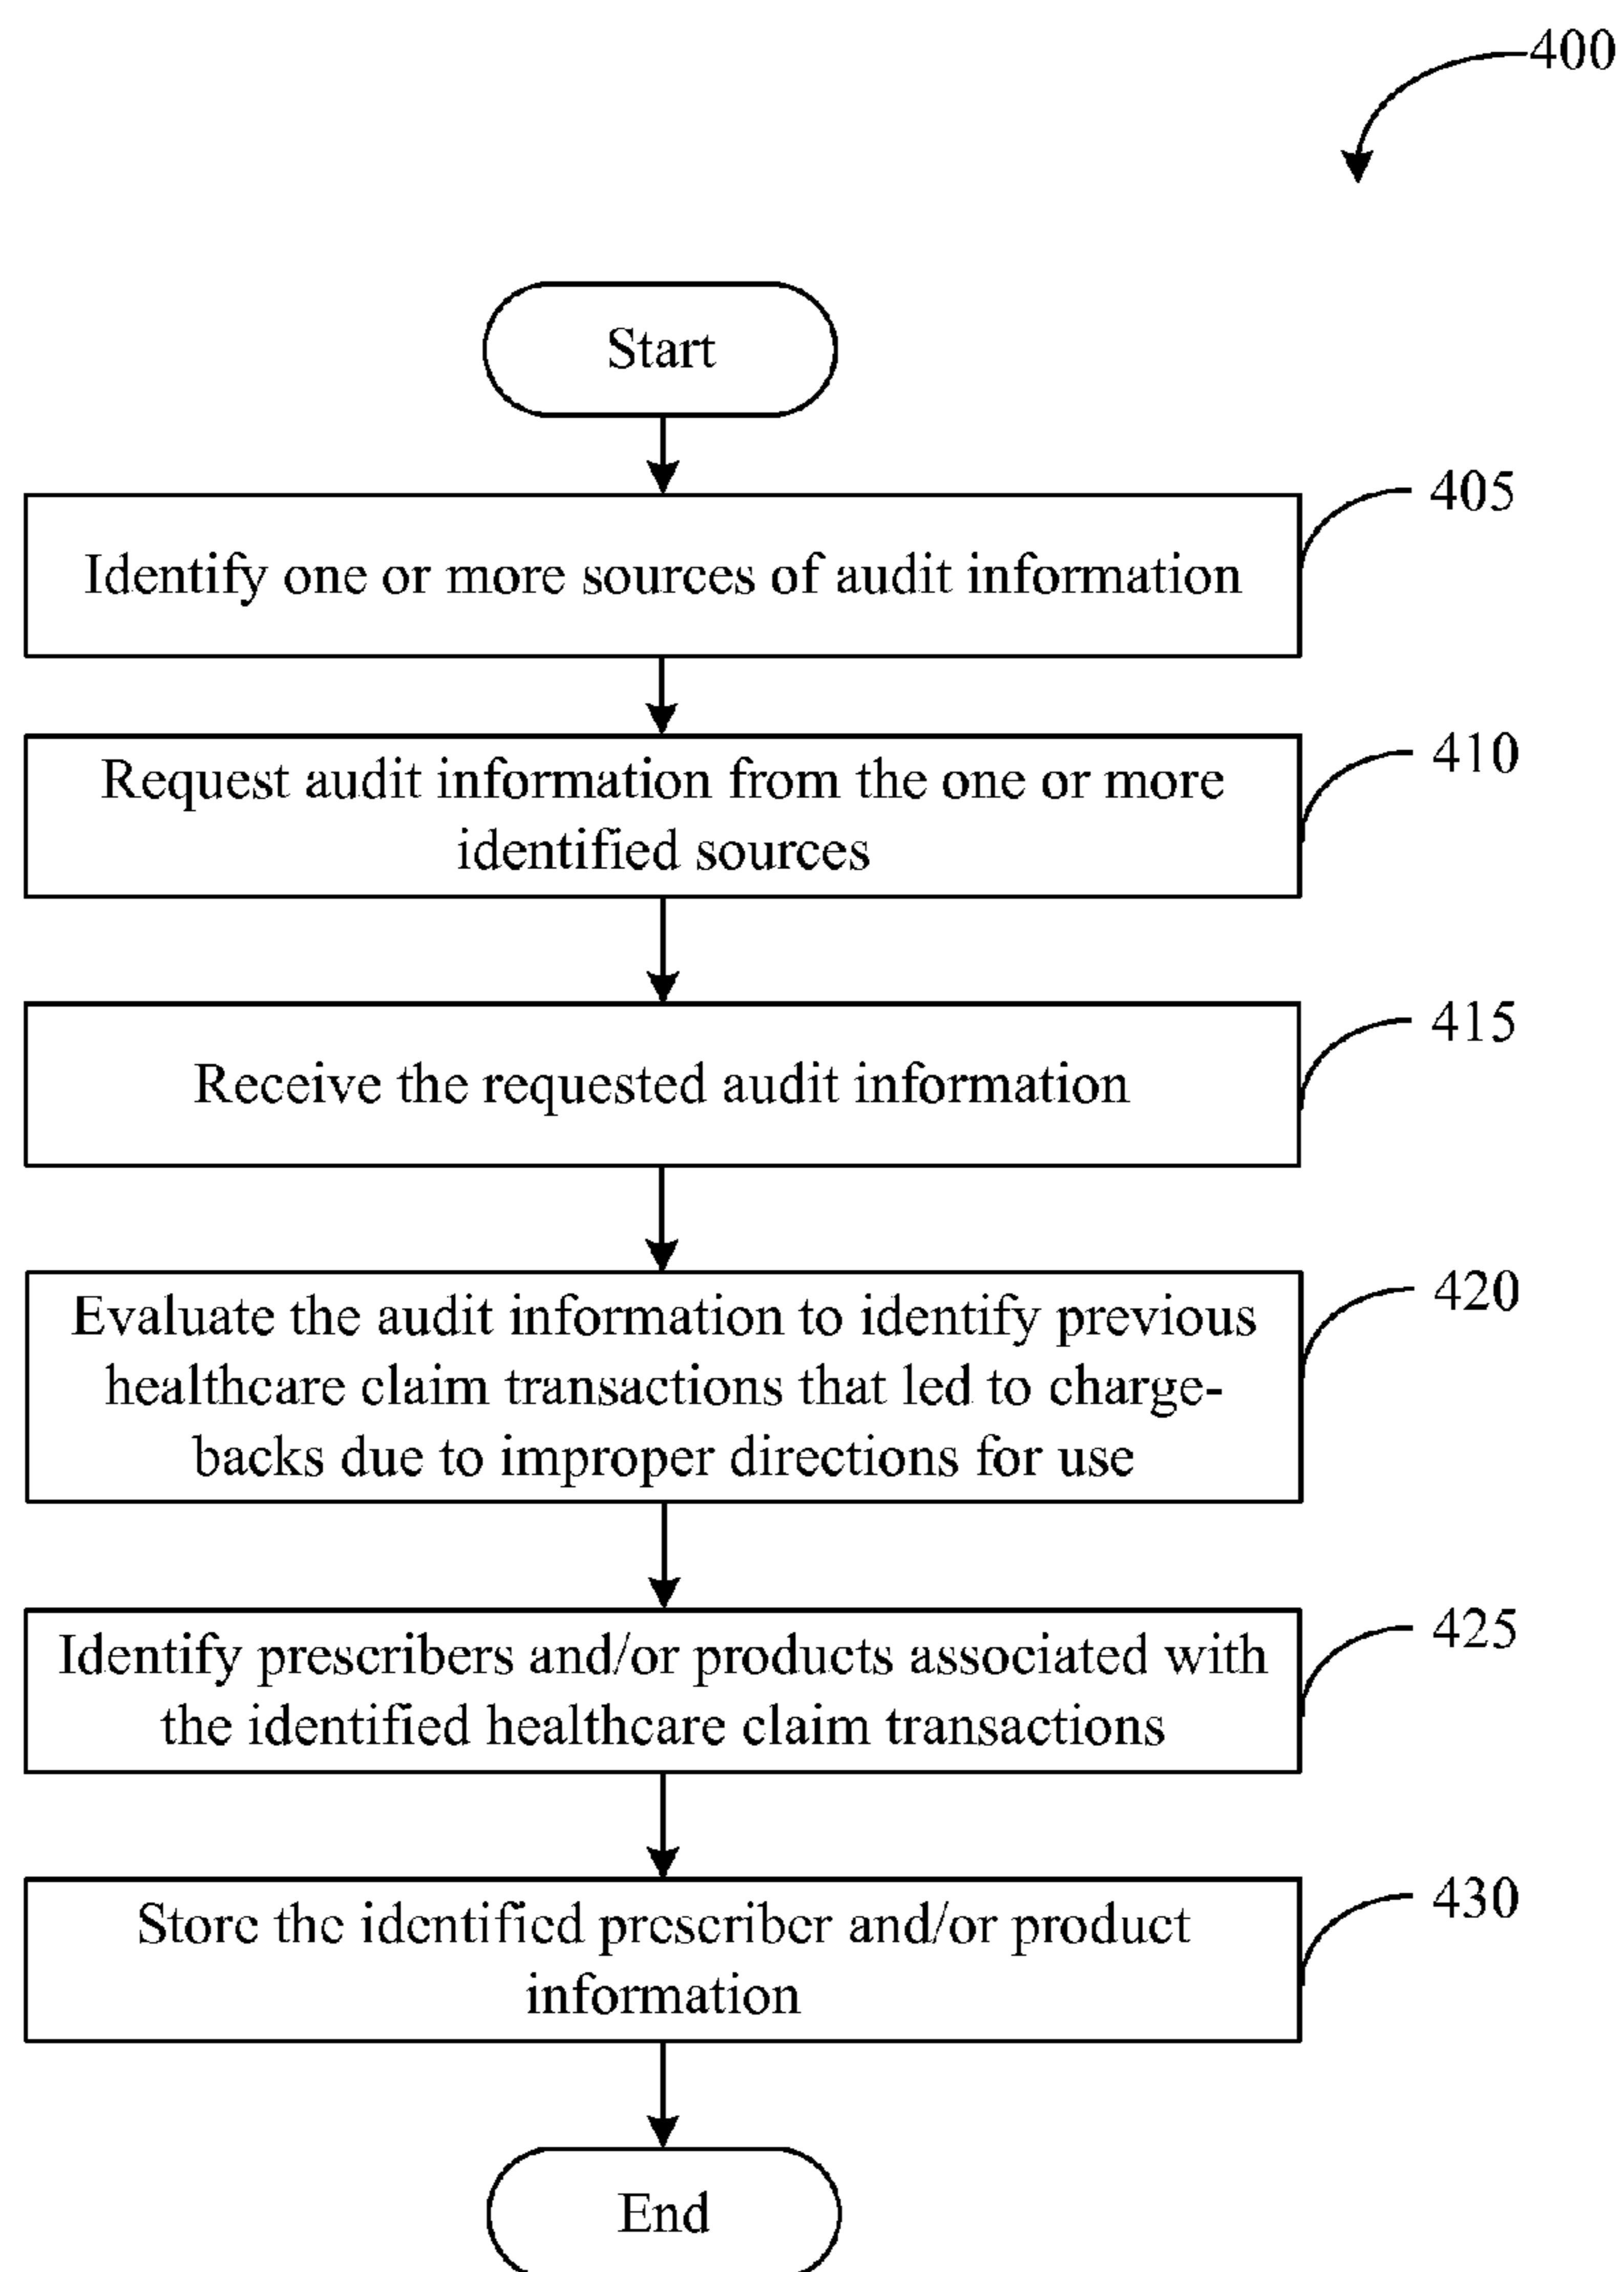 400
Start
405
Identify one or more sources of audit information
410
Request audit information from the one or more
identified sources
415
Receive the requested audit information
420
Evaluate the audit information to identify previous
healthcare claim transactions that led to charge-
backs due to improper directions for use
425
Identify prescribers and/or products associated with
the identified healthcare claim transactions
430
Store the identified prescriber and/or product
information
End